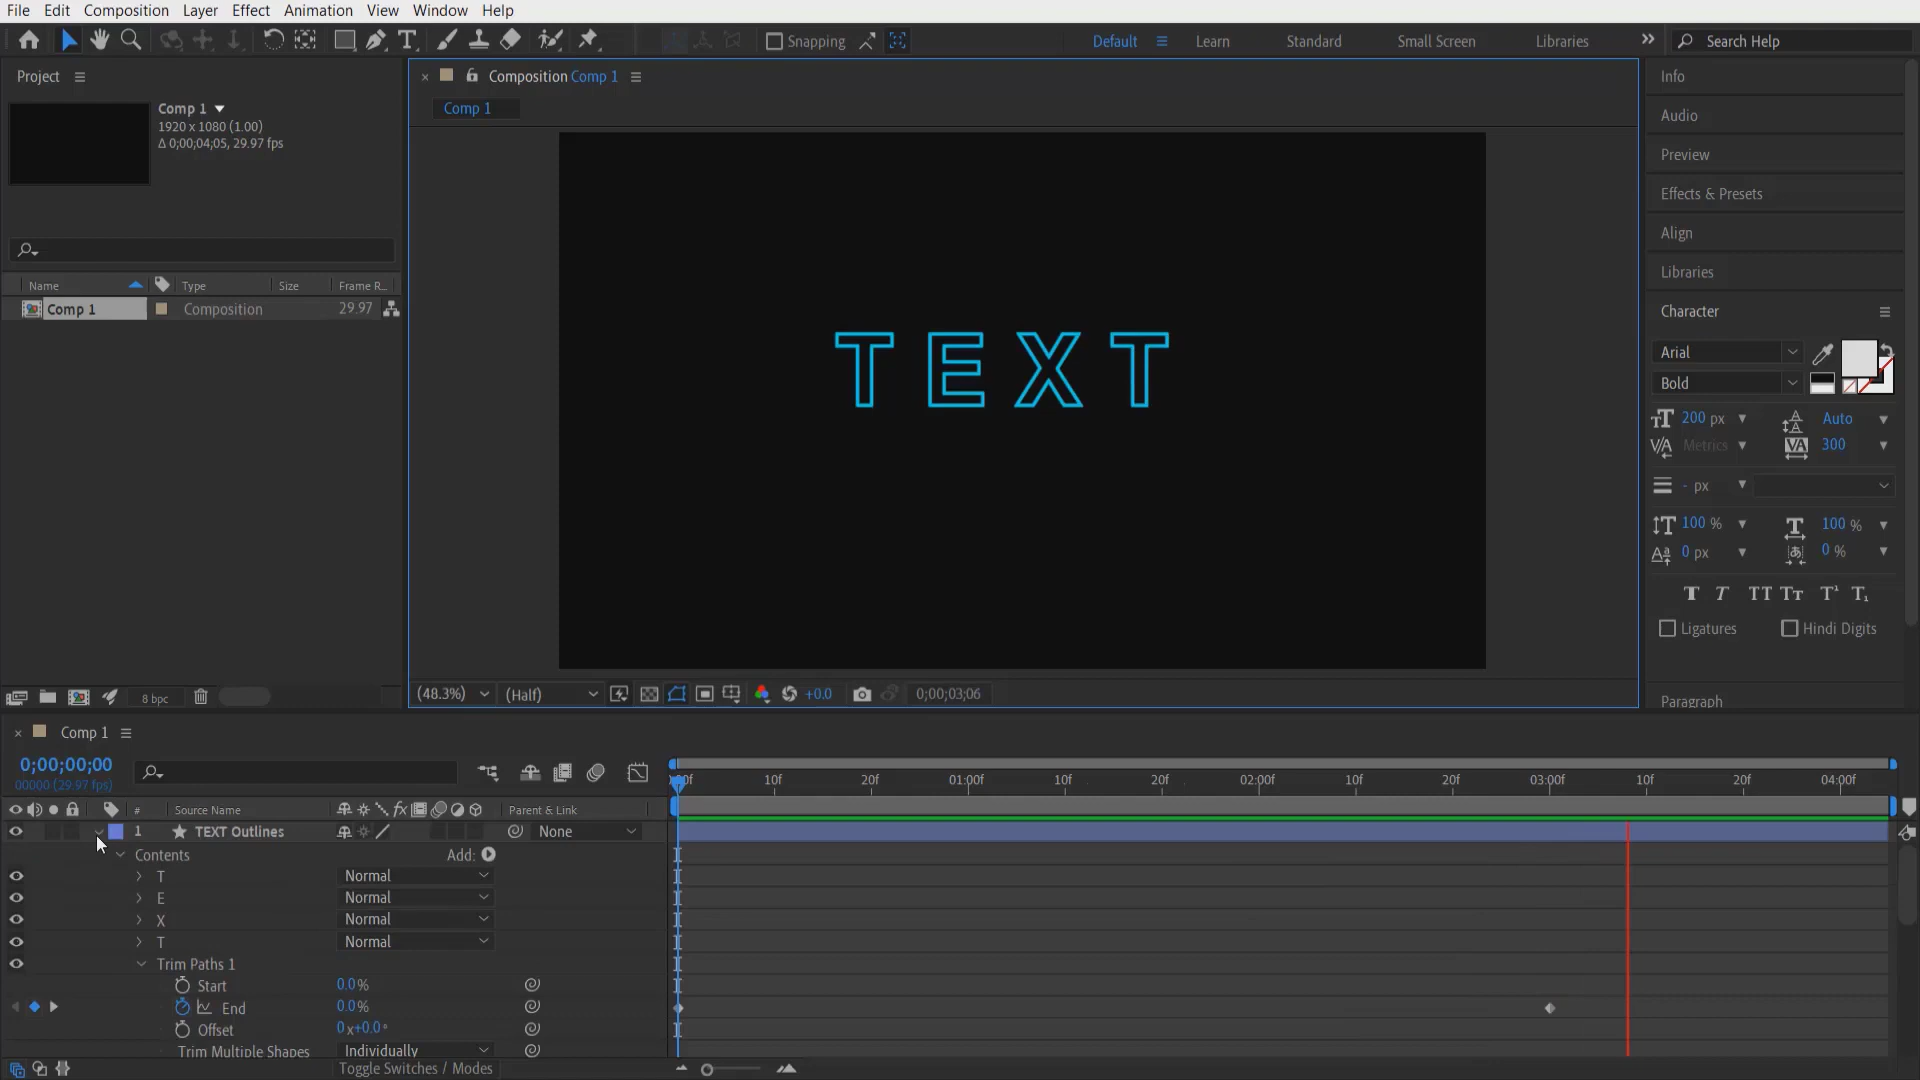 File Edit Composition Layer Effect Animation View Window Help
Snapping Default Learn Standard Small Screen Libraries Search Help
Project
Comp 1
1920 x 1080 (1.00)
Δ 0;00;04;05, 29.97 fps
Name Type Size Frame R...
Comp 1 Composition 29.97
8 bpc
Composition Comp 1
Comp 1
TEXT
(48.3%) (Half) +0.0 0;00;03;06
Info
Audio
Preview
Effects & Presets
Align
Libraries
Character
Arial
Bold
200 px Auto
Metrics 300
- px
100 % 100 %
0 px 0 %
T T TT Tт T¹ T₁
Ligatures Hindi Digits
Paragraph
Comp 1
0;00;00;00
00000 (29.97 fps)
10f 20f 01:00f 10f 20f 02:00f 10f 20f 03:00f 10f 20f 04:00f
# Source Name fx Parent & Link
1 TEXT Outlines None
Contents Add:
T Normal
E Normal
X Normal
T Normal
Trim Paths 1
Start 0.0%
End 0.0%
Offset 0x+0.0°
Trim Multiple Shapes Individually
Toggle Switches / Modes